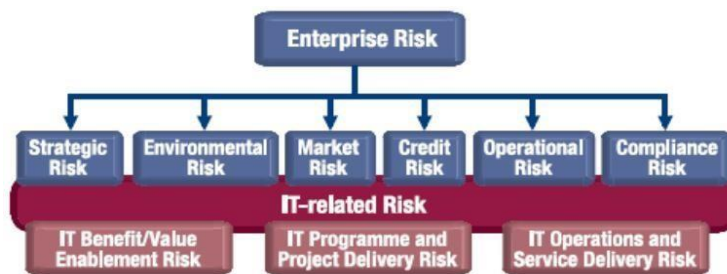 Enterprise Risk
Strategic
Risk
Environmental
Risk
Market
Risk
Credit
Risk
Operational
Risk
Compliance
Risk
IT-related Risk
IT Benefit/Value
Enablement Risk
IT Programme and
Project Delivery Risk
IT Operations and
Service Delivery Risk